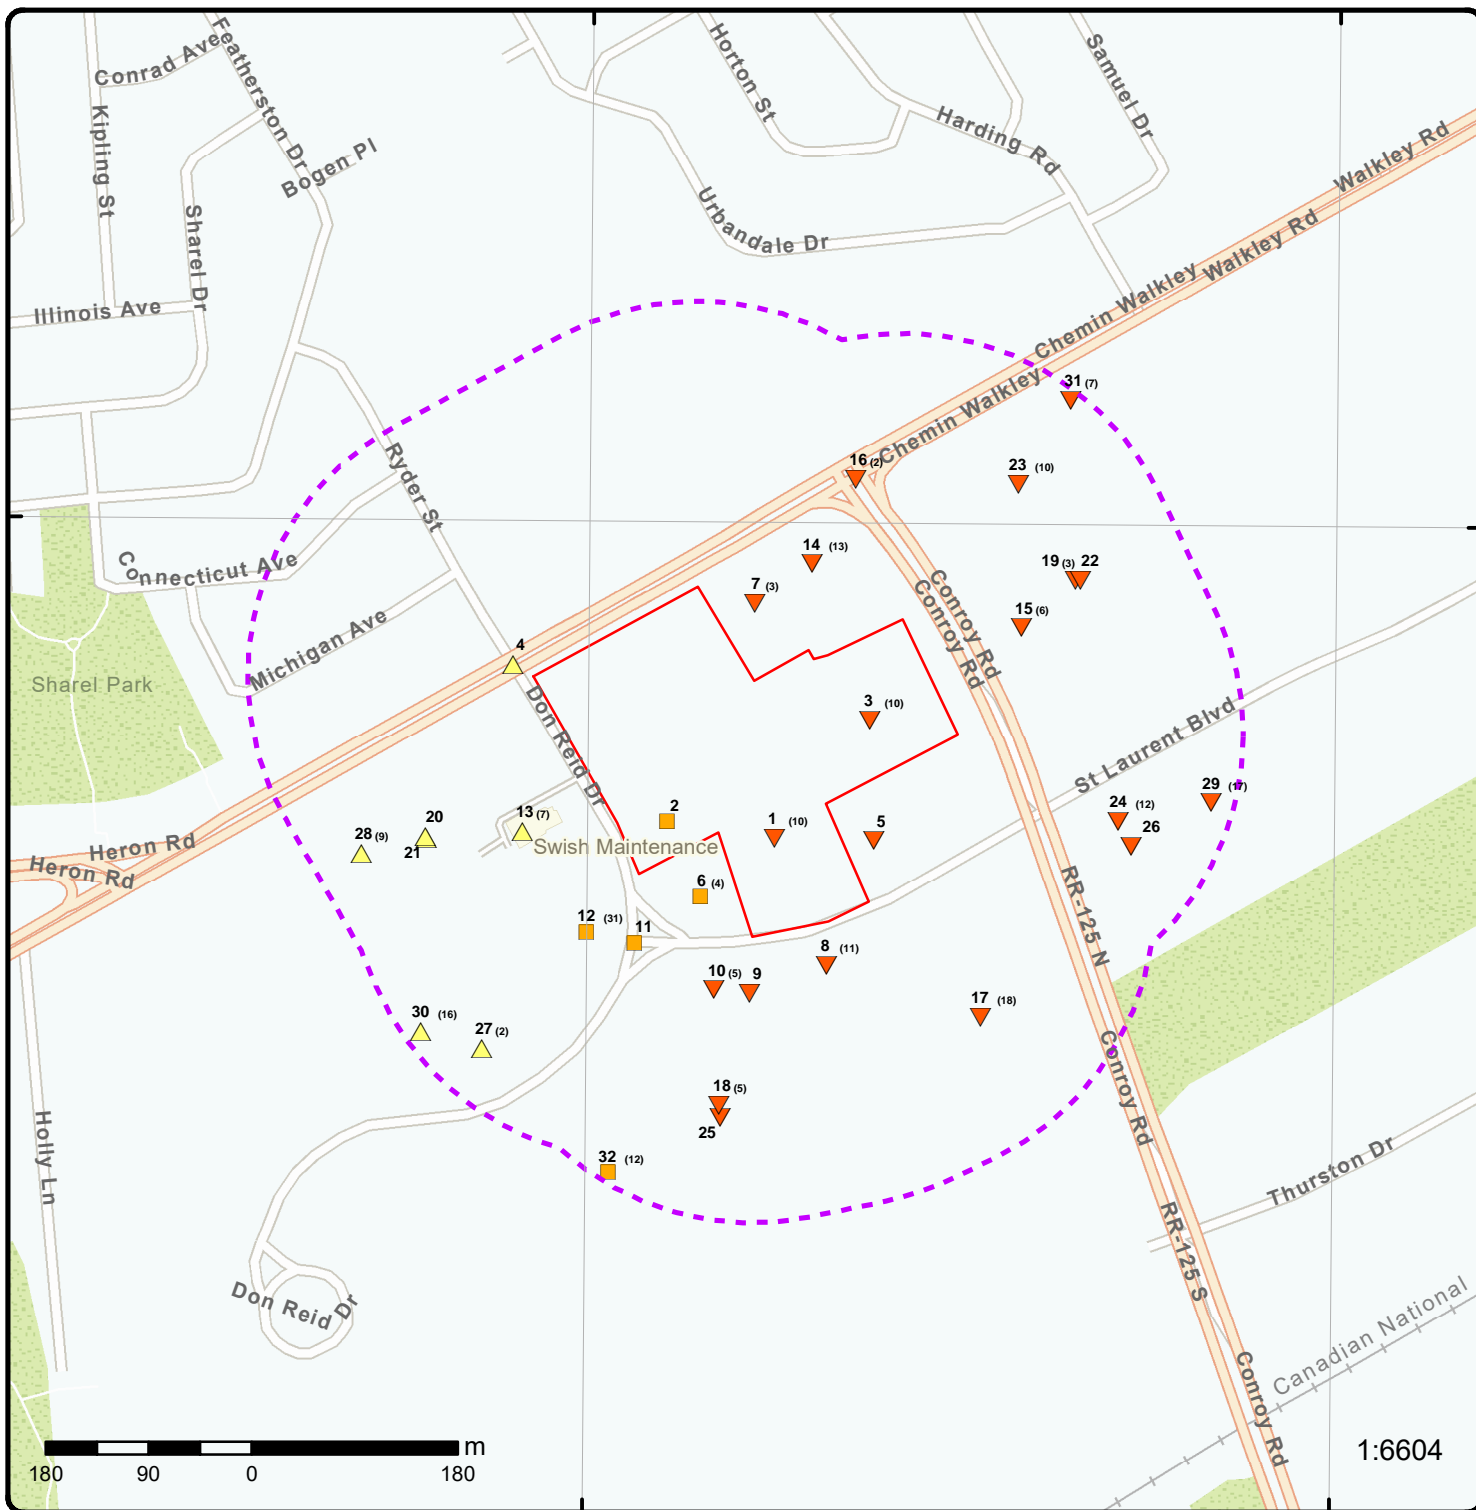 Conrad Ave
Featherston Dr
Kipling St
Bogen Pl
Sharel Dr
Illinois Ave
Horton St
Samuel Dr
Harding Rd
Urbandale Dr
Walkley Rd
Walkley Rd
Chemin Walkley
Chemin Walkley
31 (7)
23 (10)
16 (2)
Ryder St
Connecticut Ave
Michigan Ave
14 (13)
7 (3)
19 (3) 22
15 (6)
Conroy Rd
Conroy Rd
4
Sharel Park
Don Reid Dr
3 (10)
St Laurent Blvd
29 (17)
24 (12)
26
2
1 (10)
5
13 (7)
Swish Maintenance
20
21
28 (9)
Heron Rd
Heron Rd
6 (4)
12 (31)
11
RR-125 N
8 (11)
10 (5)
9
17 (18)
30 (16)
27 (2)
Conroy Rd
18 (5)
25
32 (12)
Holly Ln
Thurston Dr
RR-125 S
Don Reid Dr
Canadian National
Conroy Rd
180 90 0 180 m
1:6604